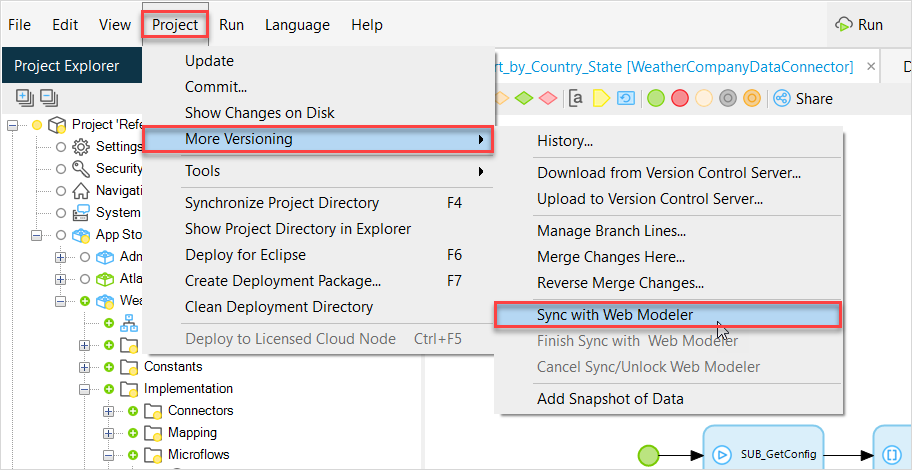 File Edit View Project Run Language Help Run
Project Explorer
rt_by_Country_State [WeatherCompanyDataConnector] × D
Share
Project 'Refe
Settings
Security
Navigati
System
App Sto
Adm
Atla
Wea
Constants
Implementation
Connectors
Mapping
Microflows
Update
Commit...
Show Changes on Disk
More Versioning
Tools
Synchronize Project Directory F4
Show Project Directory in Explorer
Deploy for Eclipse F6
Create Deployment Package... F7
Clean Deployment Directory
Deploy to Licensed Cloud Node Ctrl+F5
History...
Download from Version Control Server...
Upload to Version Control Server...
Manage Branch Lines...
Merge Changes Here...
Reverse Merge Changes...
Sync with Web Modeler
Finish Sync with Web Modeler
Cancel Sync/Unlock Web Modeler
Add Snapshot of Data
SUB_GetConfig